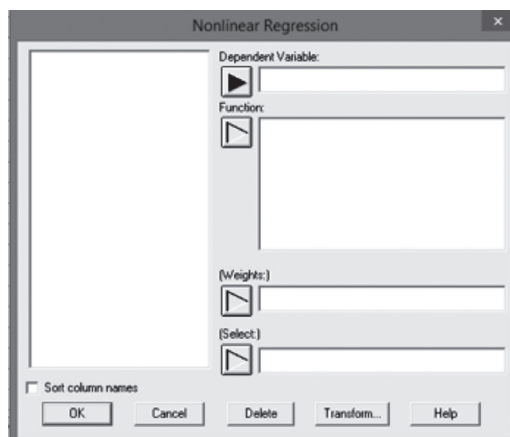 Nonlinear Regression
Dependent Variable:
Function:
(Weights:)
(Select:)
Sort column names
OK Cancel Delete Transform... Help